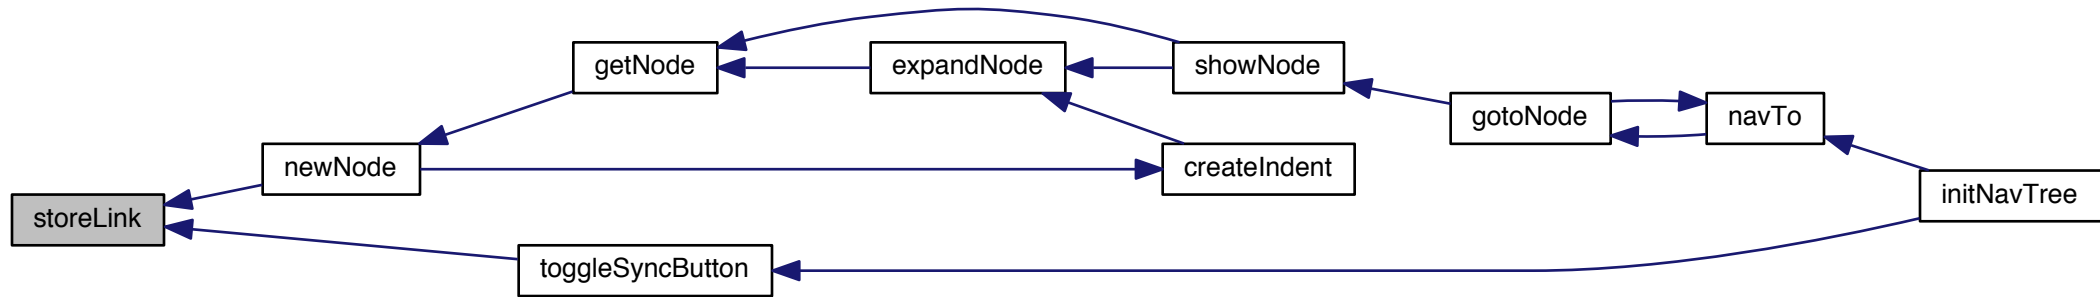 getNode
expandNode
showNode
gotoNode
navTo
newNode
createIndent
initNavTree
storeLink
toggleSyncButton